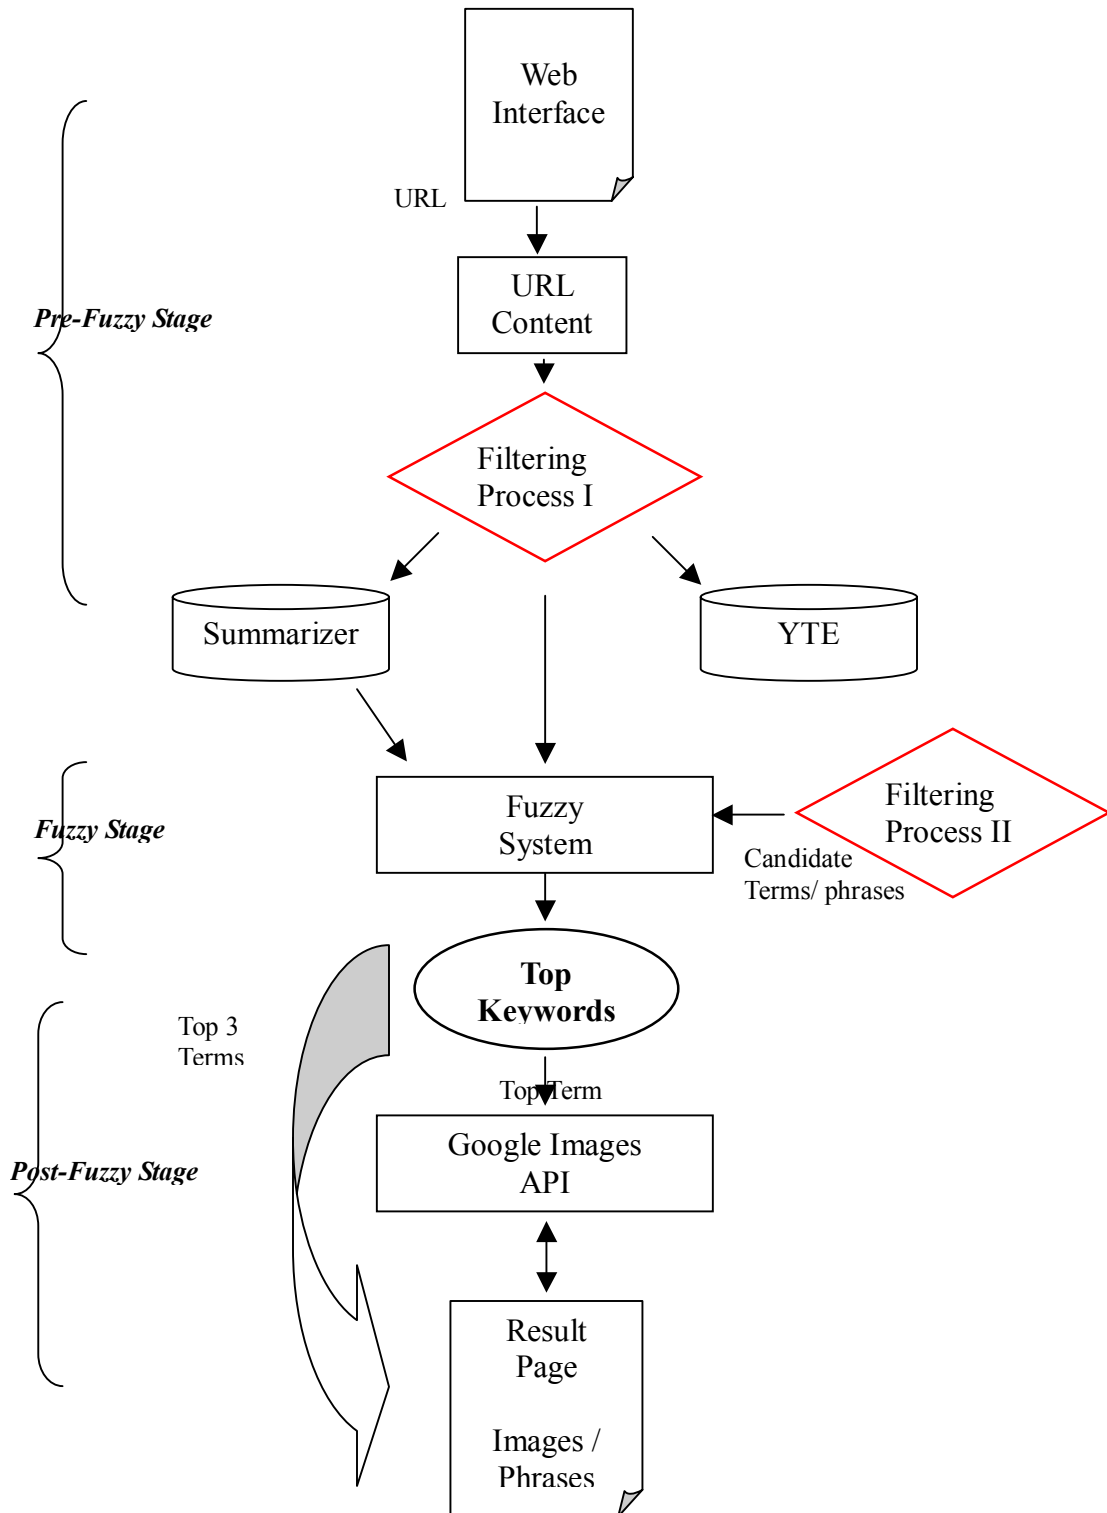 Web
Interface
URL
URL
Content
Pre-Fuzzy Stage
Filtering
Process I
Summarizer
YTE
Fuzzy
System
Filtering
Process II
Fuzzy Stage
Candidate
Terms/ phrases
Top
Keywords
Top 3
Terms
Top Term
Google Images
API
Post-Fuzzy Stage
Result
Page
Images /
Phrases